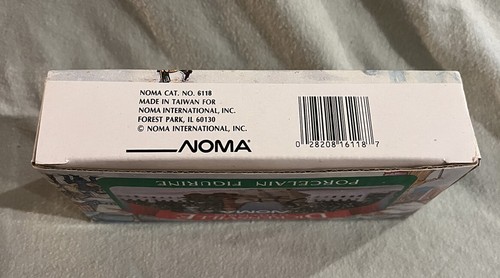 NOMA CAT. NO. 6118
MADE IN TAIWAN FOR
NOMA INTERNATIONAL, INC.
FOREST PARK, IL 60130
© NOMA INTERNATIONAL, INC.
NOMA
0 28208 16118 7
PORCELAIN FIGURINE
NOMA